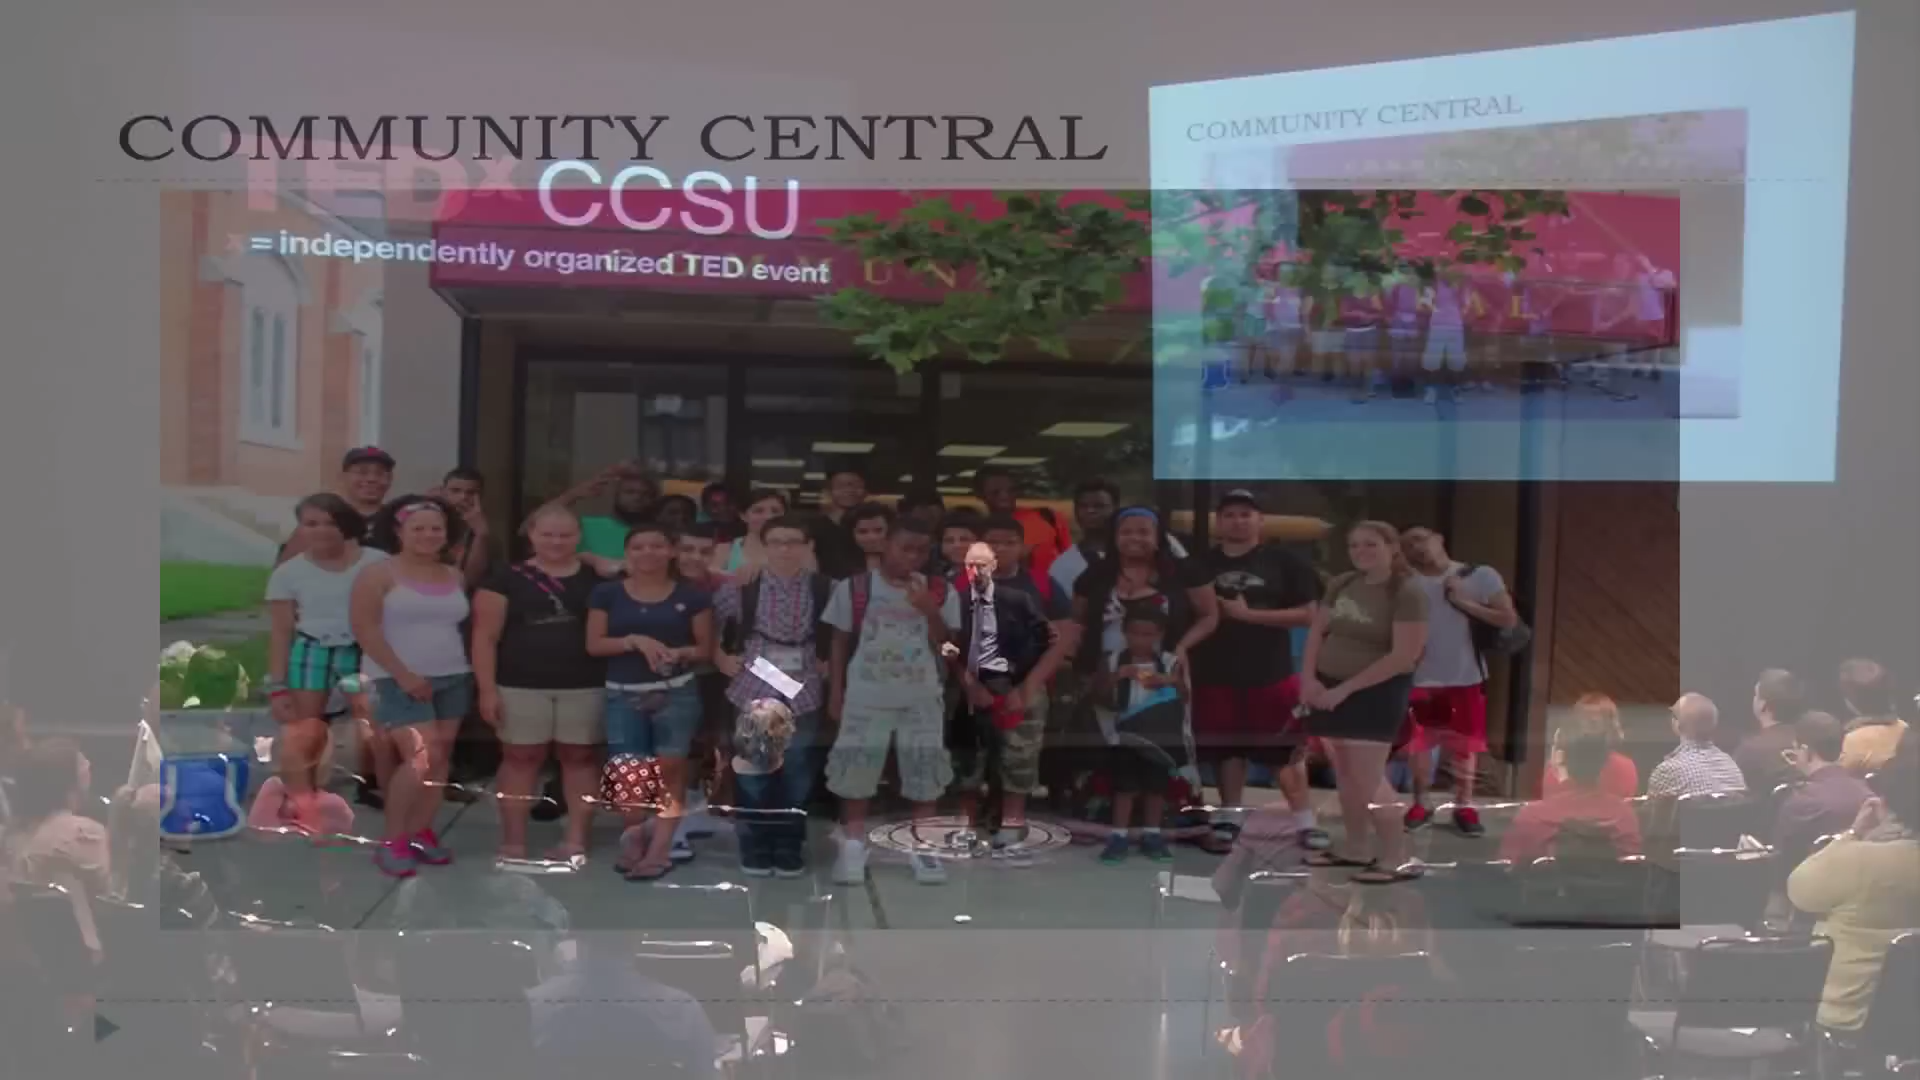 COMMUNITY CENTRAL
COMMUNITY CENTRAL
TEDx CCSU
x = independently organized TED event